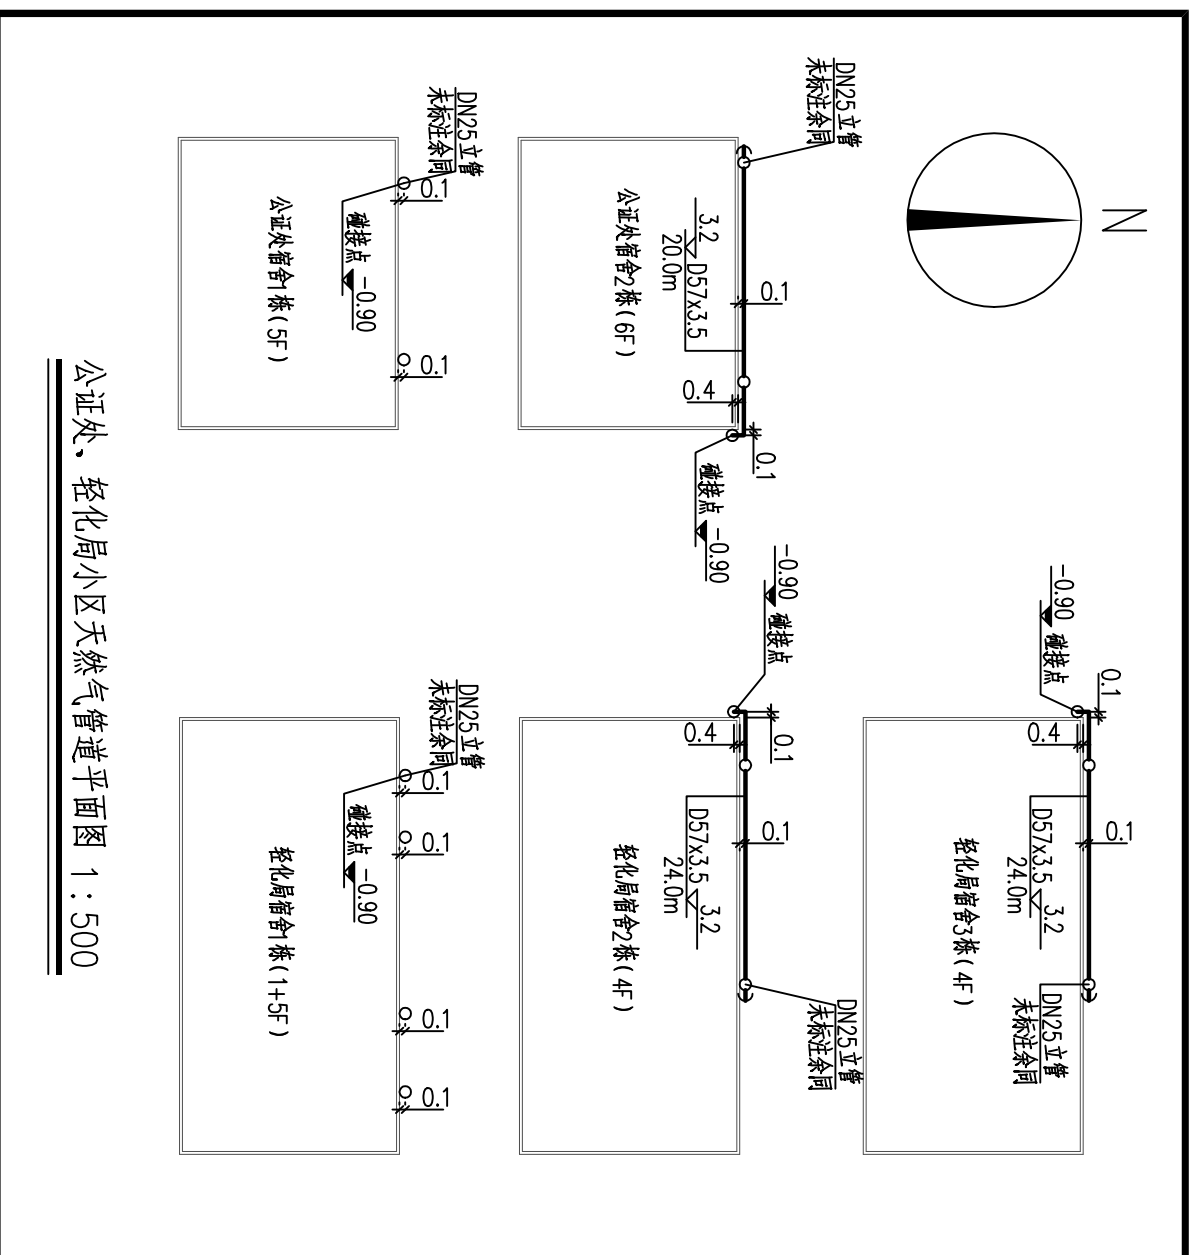 N
DN25立管
未标注余同
0.1
碰接点 -0.90
0.1
公证处宿舍1栋(5F)
DN25立管
未标注余同
3.2
D57x3.5
20.0m
0.1
0.4
0.1
碰接点 -0.90
公证处宿舍2栋(6F)
-0.90
碰接点
0.1
0.4
D57x3.5
3.2
24.0m
0.1
轻化局宿舍3栋(4F)
DN25立管
未标注余同
-0.90
碰接点
0.1
0.4
D57x3.5
3.2
24.0m
0.1
轻化局宿舍2栋(4F)
DN25立管
未标注余同
DN25立管
未标注余同
0.1
碰接点 -0.90
0.1
0.1
0.1
轻化局宿舍1栋(1+5F)
公证处、轻化局小区天然气管道平面图 1:500